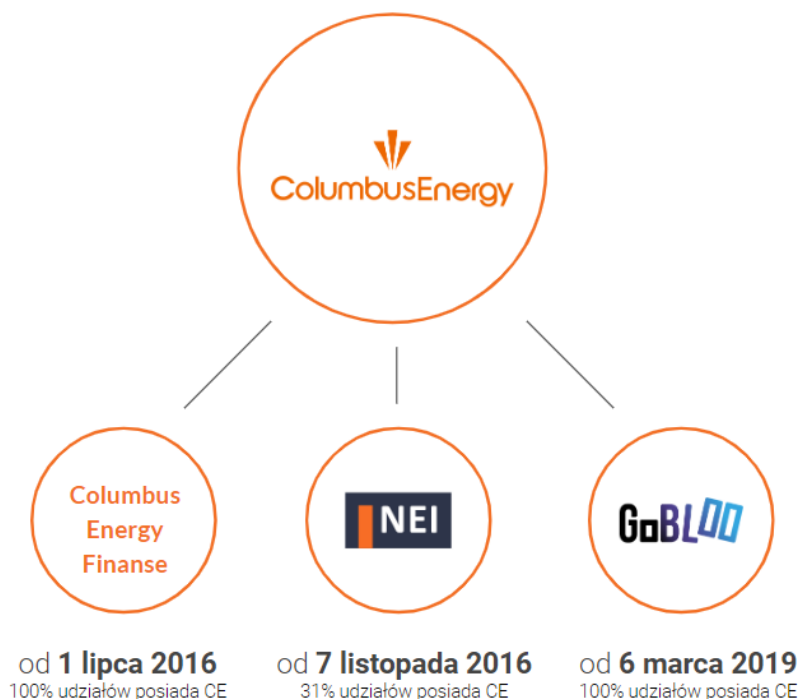 ColumbusEnergy
Columbus
Energy
Finanse
NEI
GoBLOO
od 1 lipca 2016
100% udziałów posiada CE
od 7 listopada 2016
31% udziałów posiada CE
od 6 marca 2019
100% udziałów posiada CE